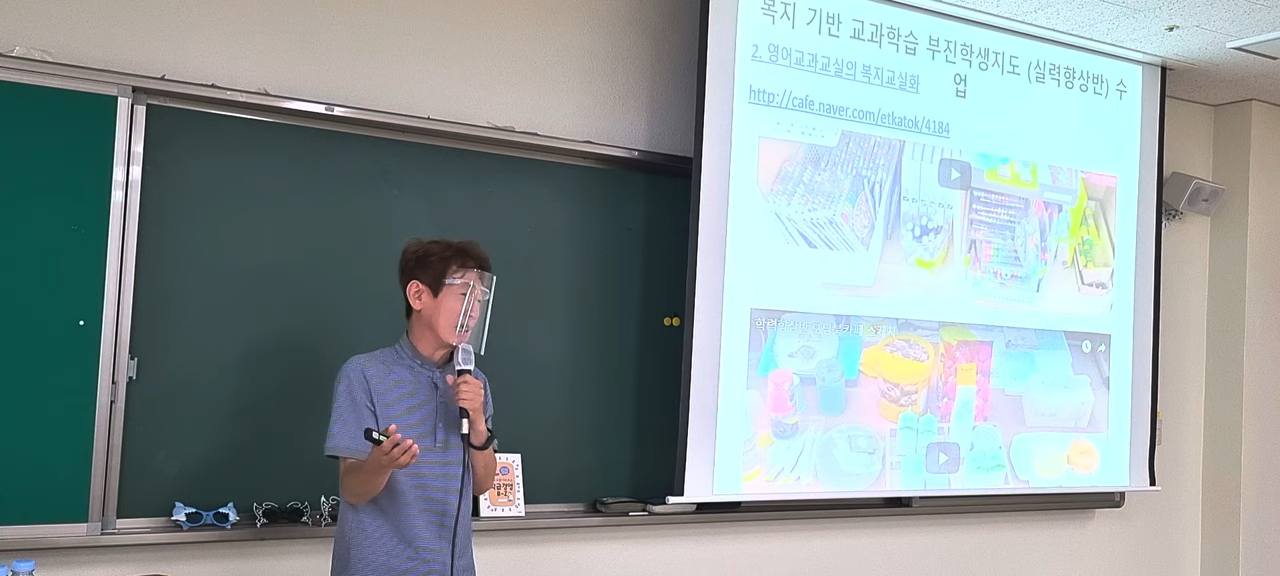 복지 기반 교과학습 부진학생지도 (실력향상반) 수
업
2. 영어교과교실의 복지교실화
http://cafe.naver.com/etkatok/4184